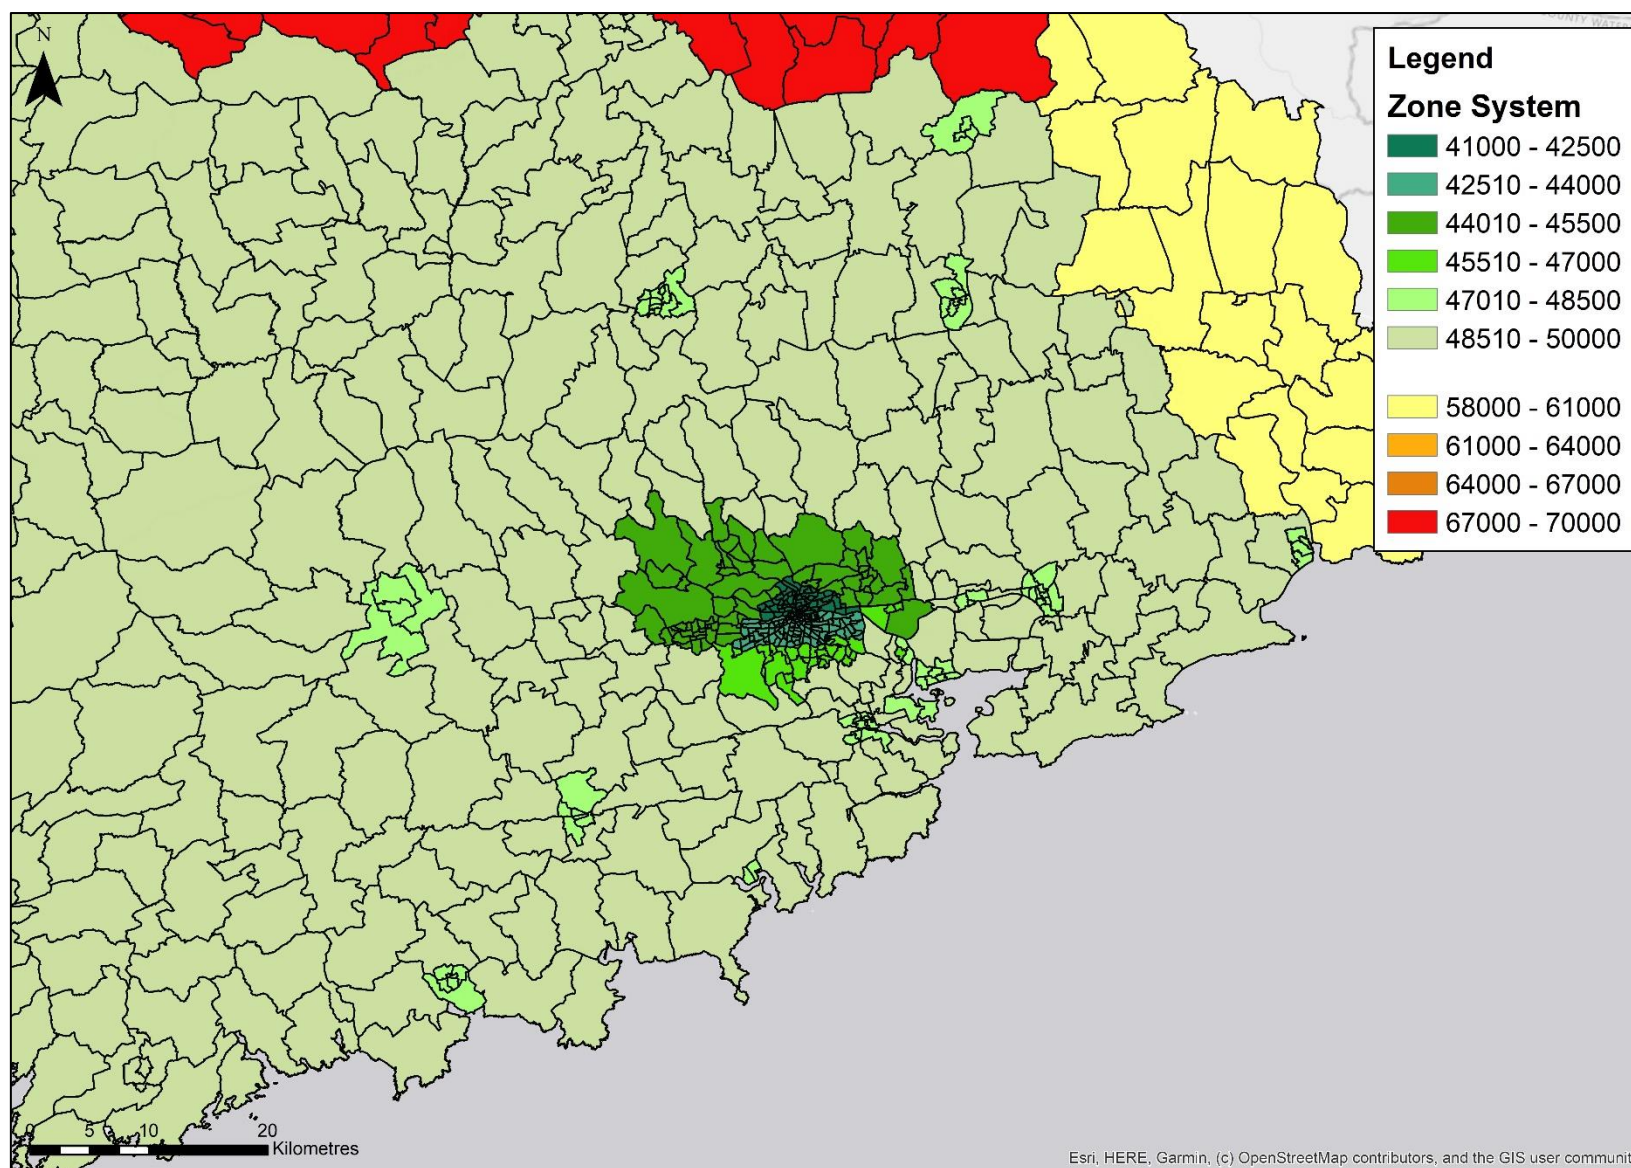 N
COUNTY WATER
Legend
Zone System
41000 - 42500
42510 - 44000
44010 - 45500
45510 - 47000
47010 - 48500
48510 - 50000
58000 - 61000
61000 - 64000
64000 - 67000
67000 - 70000
0 5 10 20
Kilometres
Esri, HERE, Garmin, (c) OpenStreetMap contributors, and the GIS user communit